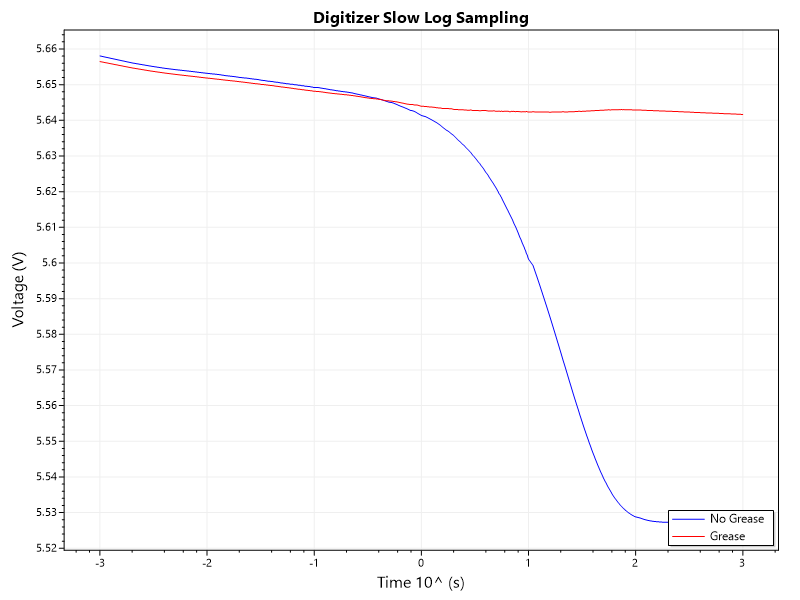 Digitizer Slow Log Sampling
Voltage (V)
5.66
5.65
5.64
5.63
5.62
5.61
5.6
5.59
5.58
5.57
5.56
5.55
5.54
5.53
5.52
No Grease
Grease
-3 -2 -1 0 1 2 3
Time 10^ (s)